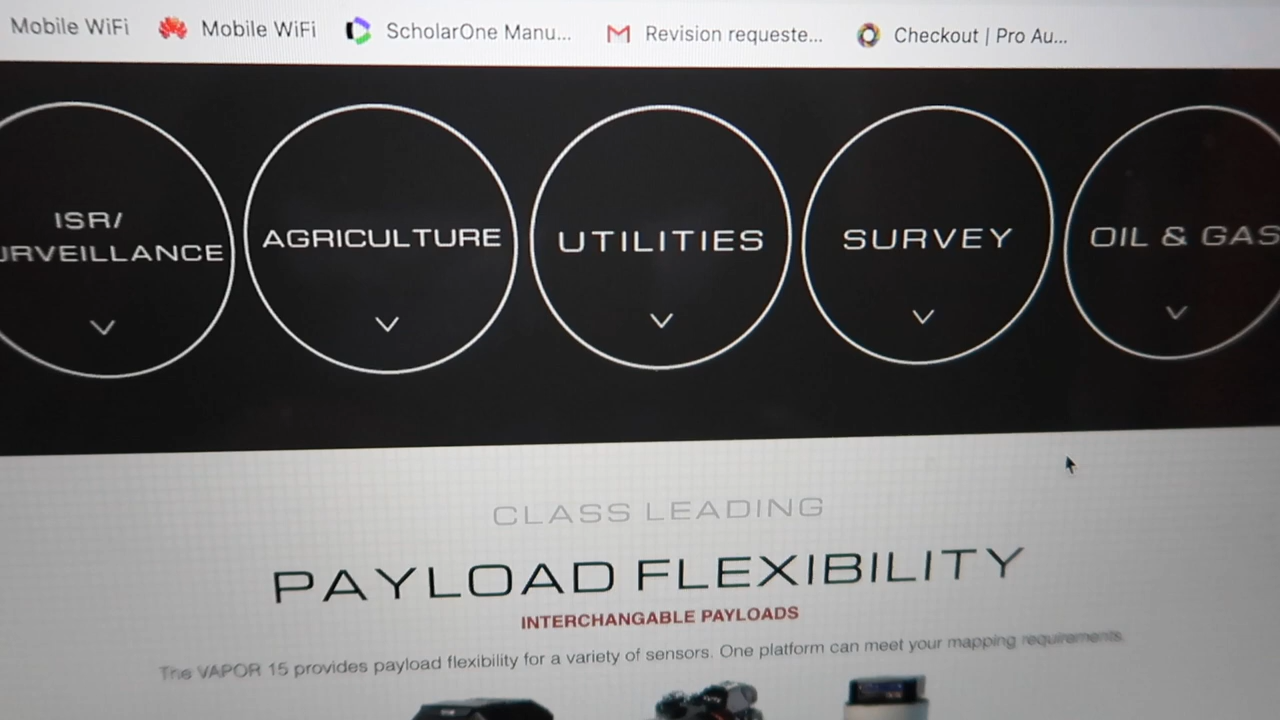 Mobile WiFi Mobile WiFi ScholarOne Manu... Revision requeste... Checkout | Pro Au...
ISR/
URVEILLANCE
AGRICULTURE
UTILITIES
SURVEY
OIL & GAS
CLASS LEADING
PAYLOAD FLEXIBILITY
INTERCHANGABLE PAYLOADS
The VAPOR 15 provides payload flexibility for a variety of sensors. One platform can meet your mapping requirements.